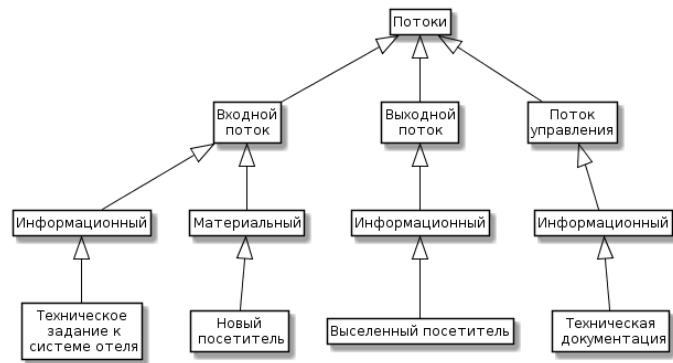 Потоки
Входной
поток
Выходной
поток
Поток
управления
Информационный
Материальный
Информационный
Информационный
Техническое
задание к
системе отеля
Новый
посетитель
Выселенный посетитель
Техническая
документация